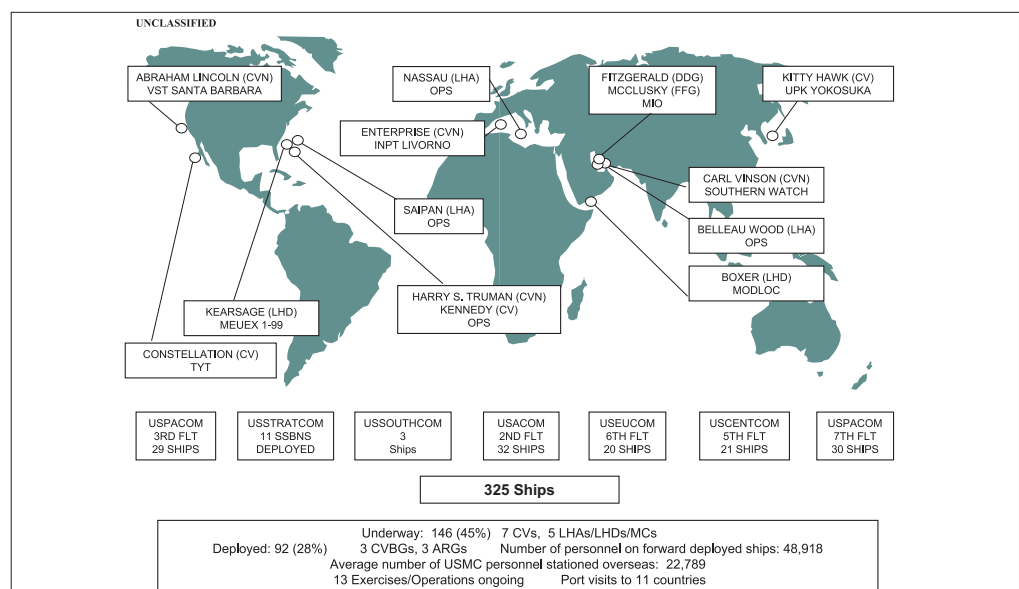 UNCLASSIFIED
ABRAHAM LINCOLN (CVN)
VST SANTA BARBARA
NASSAU (LHA)
OPS
FITZGERALD (DDG)
MCCLUSKY (FFG)
MIO
KITTY HAWK (CV)
UPK YOKOSUKA
ENTERPRISE (CVN)
INPT LIVORNO
CARL VINSON (CVN)
SOUTHERN WATCH
SAIPAN (LHA)
OPS
BELLEAU WOOD (LHA)
OPS
BOXER (LHD)
MODLOC
KEARSAGE (LHD)
MEUEX 1-99
HARRY S. TRUMAN (CVN)
KENNEDY (CV)
OPS
CONSTELLATION (CV)
TYT
USPACOM
3RD FLT
29 SHIPS
USSTRATCOM
11 SSBNS
DEPLOYED
USSOUTHCOM
3
Ships
USACOM
2ND FLT
32 SHIPS
USEUCOM
6TH FLT
20 SHIPS
USCENTCOM
5TH FLT
21 SHIPS
USPACOM
7TH FLT
30 SHIPS
325 Ships
Underway: 146 (45%) 7 CVs, 5 LHAs/LHDs/MCs
Deployed: 92 (28%) 3 CVBGs, 3 ARGs Number of personnel on forward deployed ships: 48,918
Average number of USMC personnel stationed overseas: 22,789
13 Exercises/Operations ongoing Port visits to 11 countries